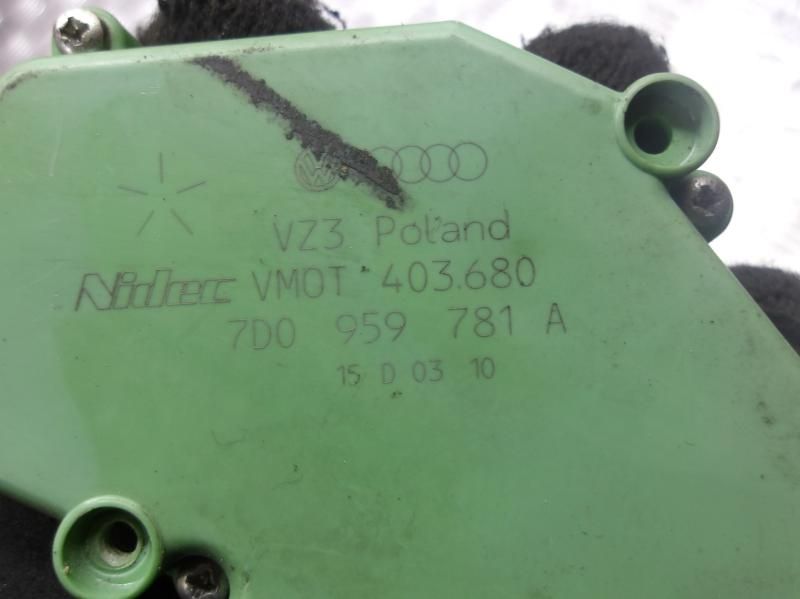 VZ3 Poland
Nidec VMOT 403.680
7D0 959 781 A
15 D 03 10